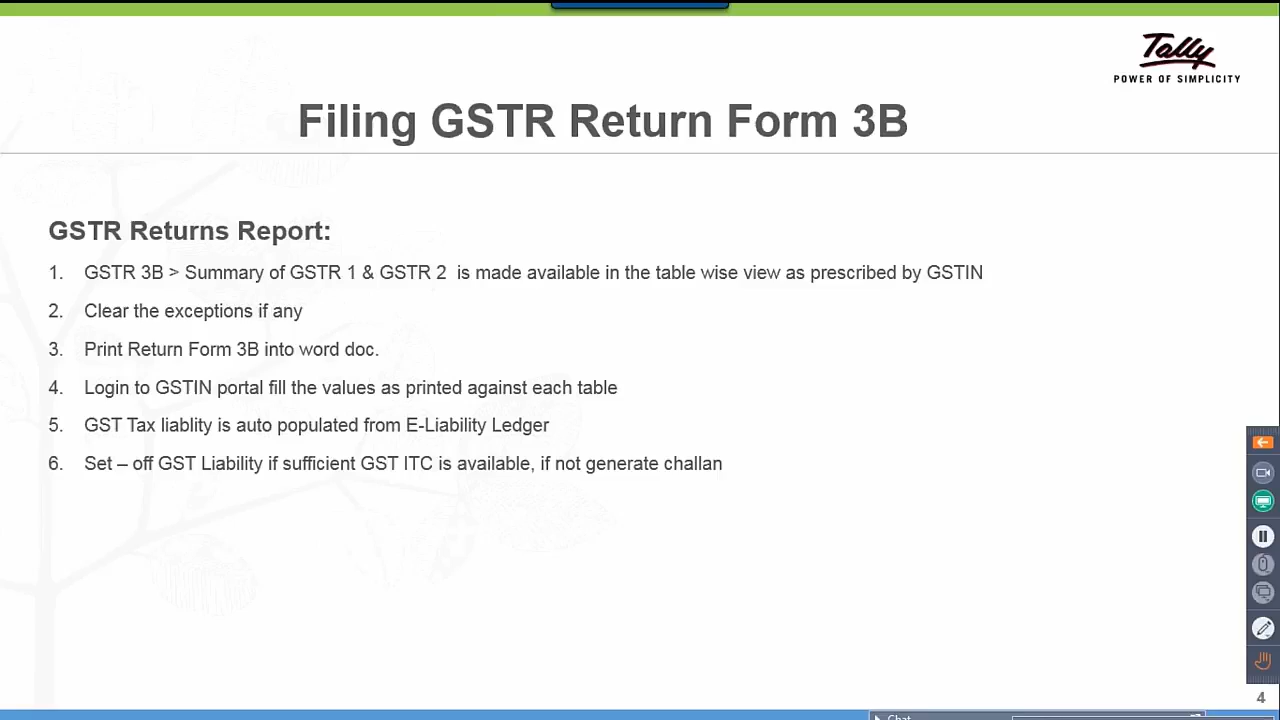 Tally
POWER OF SIMPLICITY
Filing GSTR Return Form 3B
GSTR Returns Report:
1. GSTR 3B > Summary of GSTR 1 & GSTR 2 is made available in the table wise view as prescribed by GSTIN
2. Clear the exceptions if any
3. Print Return Form 3B into word doc.
4. Login to GSTIN portal fill the values as printed against each table
5. GST Tax liablity is auto populated from E-Liability Ledger
6. Set – off GST Liability if sufficient GST ITC is available, if not generate challan
4
Chat